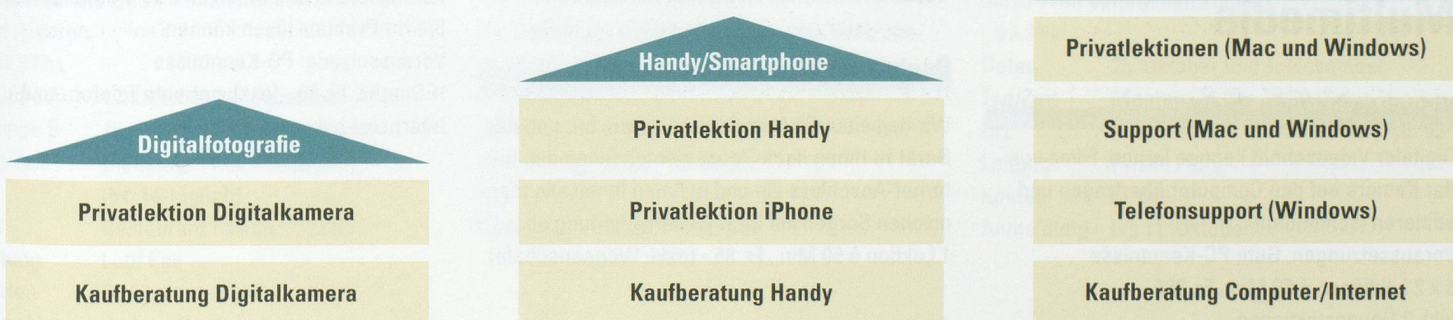 Digitalfotografie
Privatlektion Digitalkamera
Kaufberatung Digitalkamera
Handy/Smartphone
Privatlektion Handy
Privatlektion iPhone
Kaufberatung Handy
Privatlektionen (Mac und Windows)
Support (Mac und Windows)
Telefonsupport (Windows)
Kaufberatung Computer/Internet